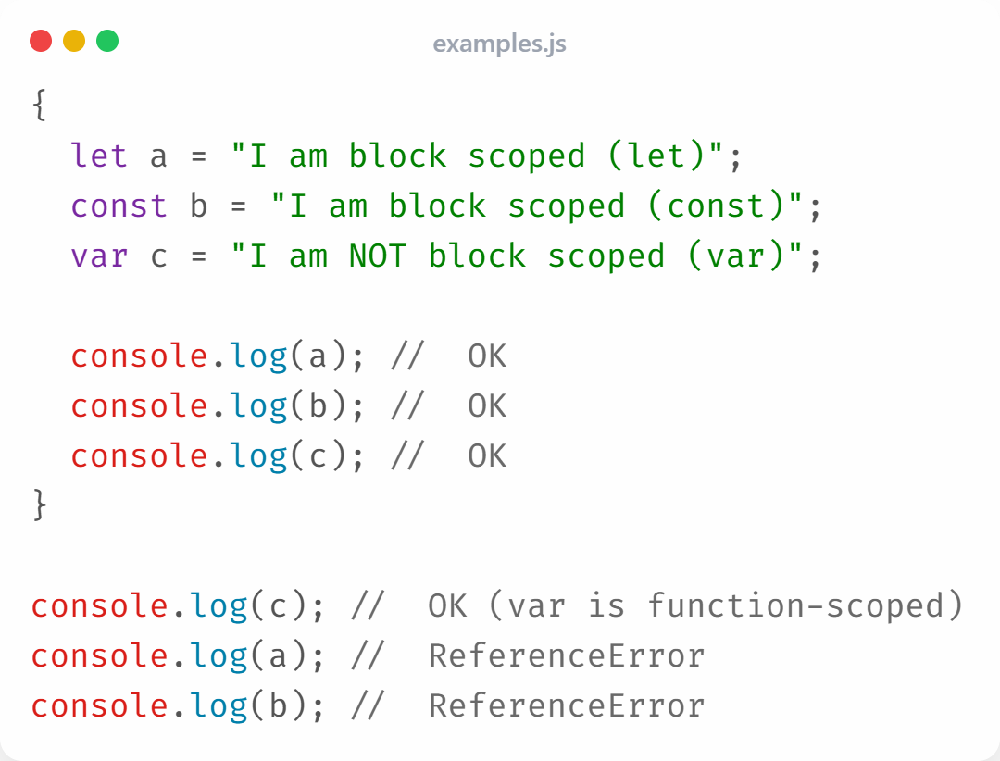 examples.js
{
  let a = "I am block scoped (let)";
  const b = "I am block scoped (const)";
  var c = "I am NOT block scoped (var)";

  console.log(a); //  OK
  console.log(b); //  OK
  console.log(c); //  OK
}

console.log(c); //  OK (var is function-scoped)
console.log(a); //  ReferenceError
console.log(b); //  ReferenceError